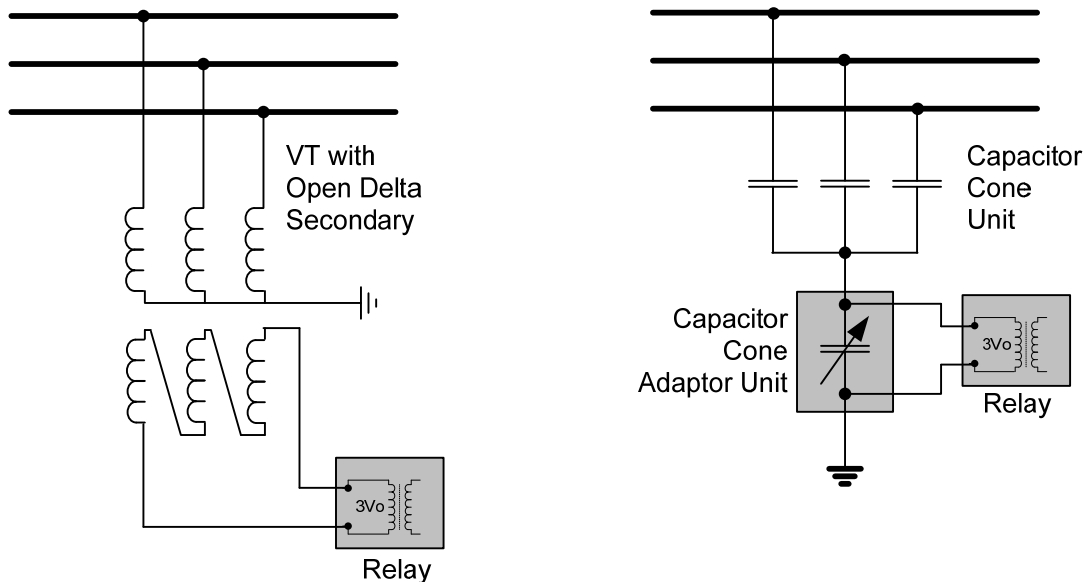 VT with
Open Delta
Secondary
3Vo
Relay
Capacitor
Cone
Unit
Capacitor
Cone
Adaptor Unit
3Vo
Relay